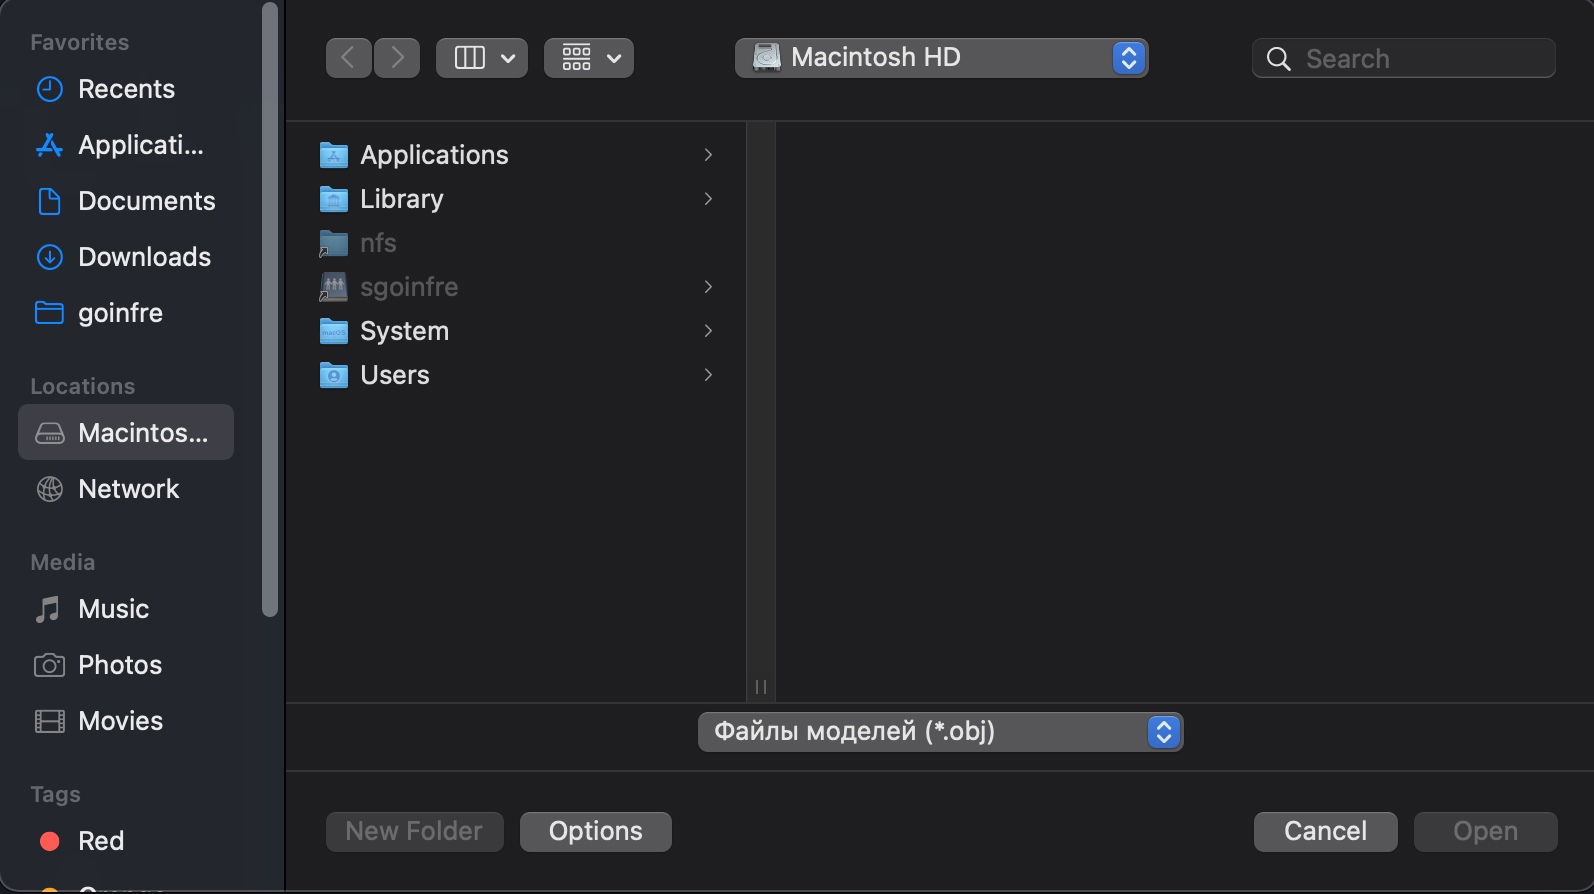 Favorites
Recents
Applicati...
Documents
Downloads
goinfre
Locations
Macintos...
Network
Media
Music
Photos
Movies
Tags
Red
Macintosh HD
Search
Applications
Library
nfs
sgoinfre
System
Users
Файлы моделей (*.obj)
New Folder
Options
Cancel
Open